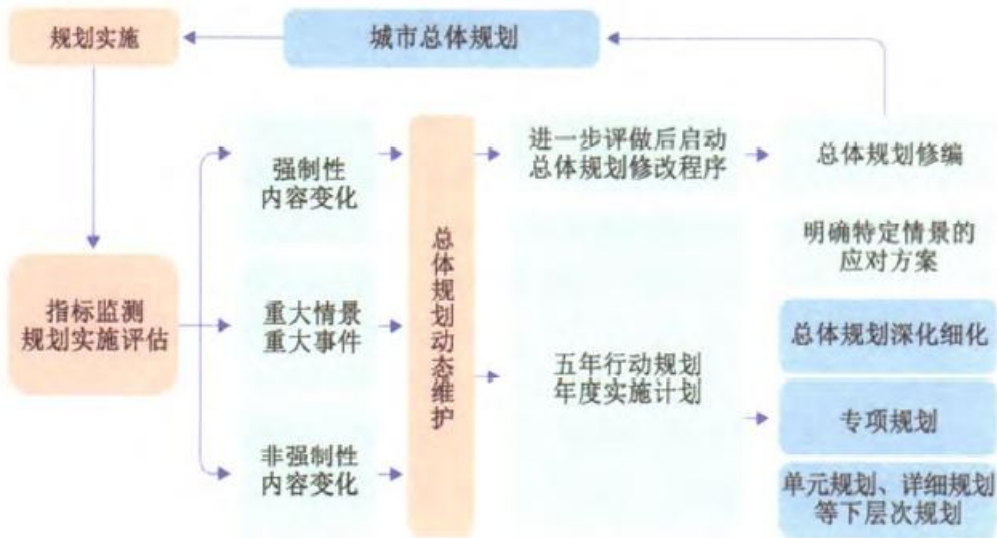 规划实施
城市总体规划
强制性
内容变化
总体规划动态维护
进一步评做后启动
总体规划修改程序
总体规划修编
明确特定情景的
应对方案
指标监测
规划实施评估
重大情景
重大事件
五年行动规划
年度实施计划
总体规划深化细化
专项规划
非强制性
内容变化
单元规划、详细规划
等下层次规划